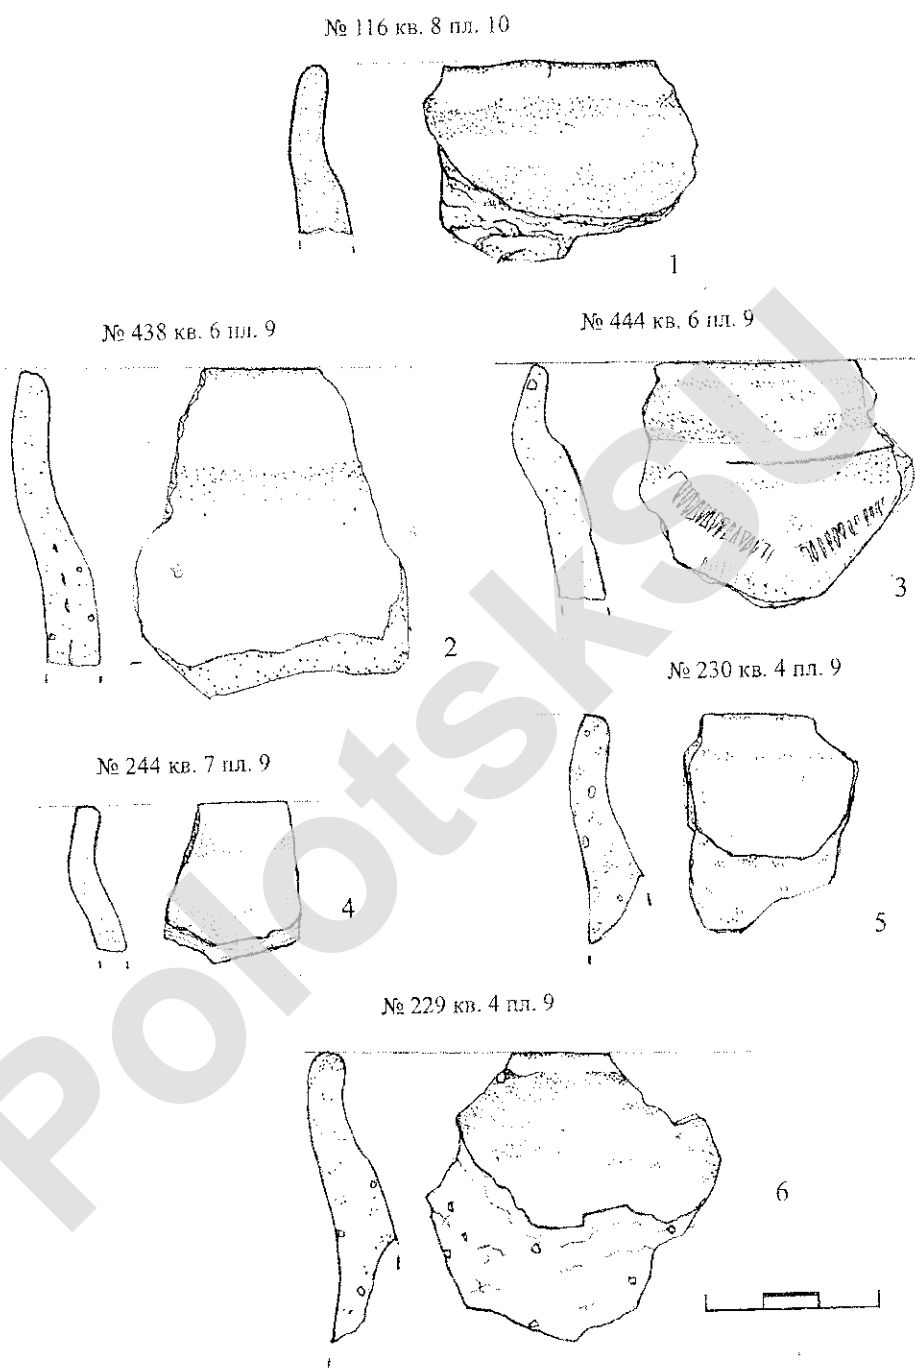 № 116 кв. 8 пл. 10
1
№ 438 кв. 6 пл. 9
№ 444 кв. 6 пл. 9
2
3
№ 230 кв. 4 пл. 9
№ 244 кв. 7 пл. 9
4
5
№ 229 кв. 4 пл. 9
6
PolotskSU